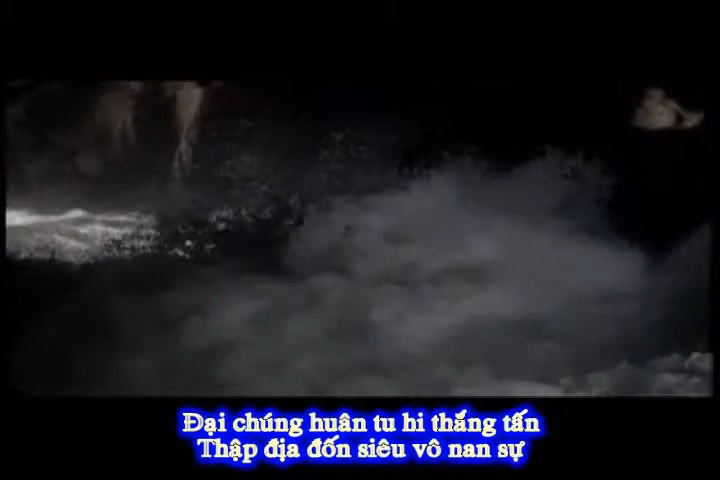 Đại chúng huân tu hi thắng tấn
Thập địa đốn siêu vô nan sự